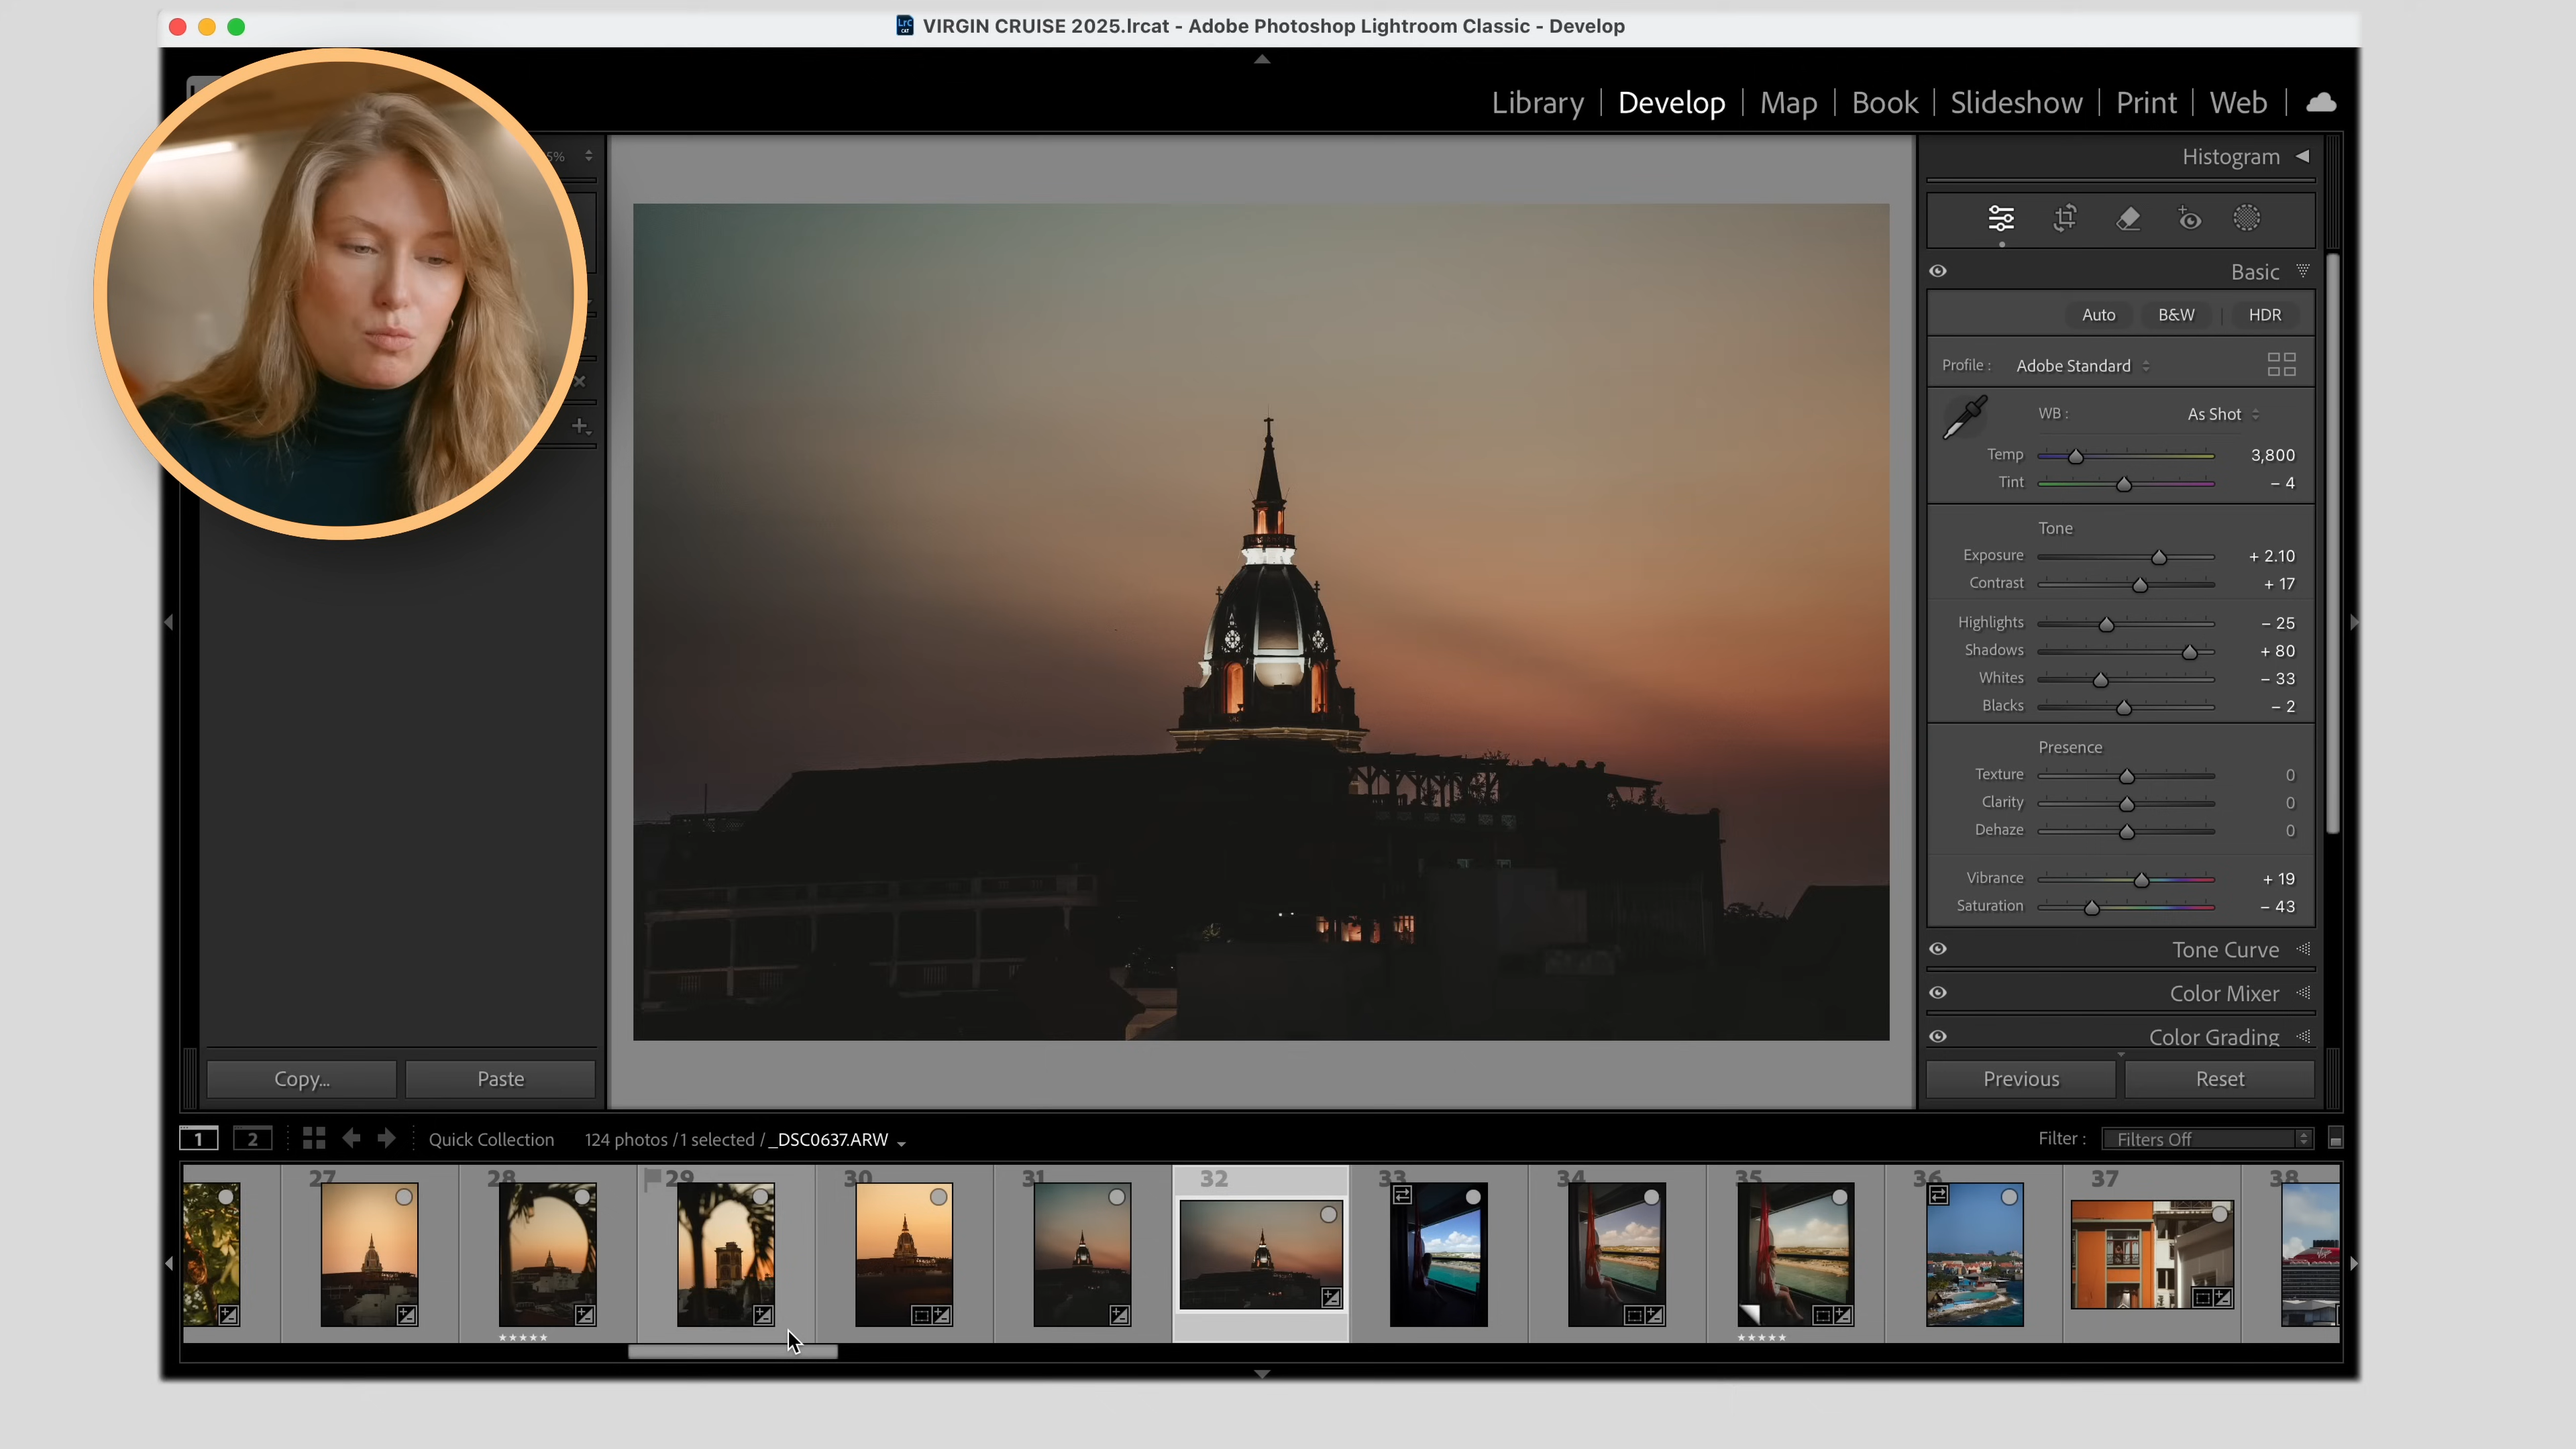 VIRGIN CRUISE 2025.lrcat - Adobe Photoshop Lightroom Classic - Develop
Library | Develop | Map | Book | Slideshow | Print | Web
Histogram
Basic
Auto B&W | HDR
Profile : Adobe Standard
WB : As Shot
Temp 3,800
Tint – 4
Tone
Exposure + 2.10
Contrast + 17
Highlights – 25
Shadows + 80
Whites – 33
Blacks – 2
Presence
Texture 0
Clarity 0
Dehaze 0
Vibrance + 19
Saturation – 43
Tone Curve
Color Mixer
Color Grading
Copy... Paste
Previous Reset
1 2 Quick Collection 124 photos / 1 selected / _DSC0637.ARW
Filter : Filters Off
27 28 29 30 31 32 33 34 35 36 37 38